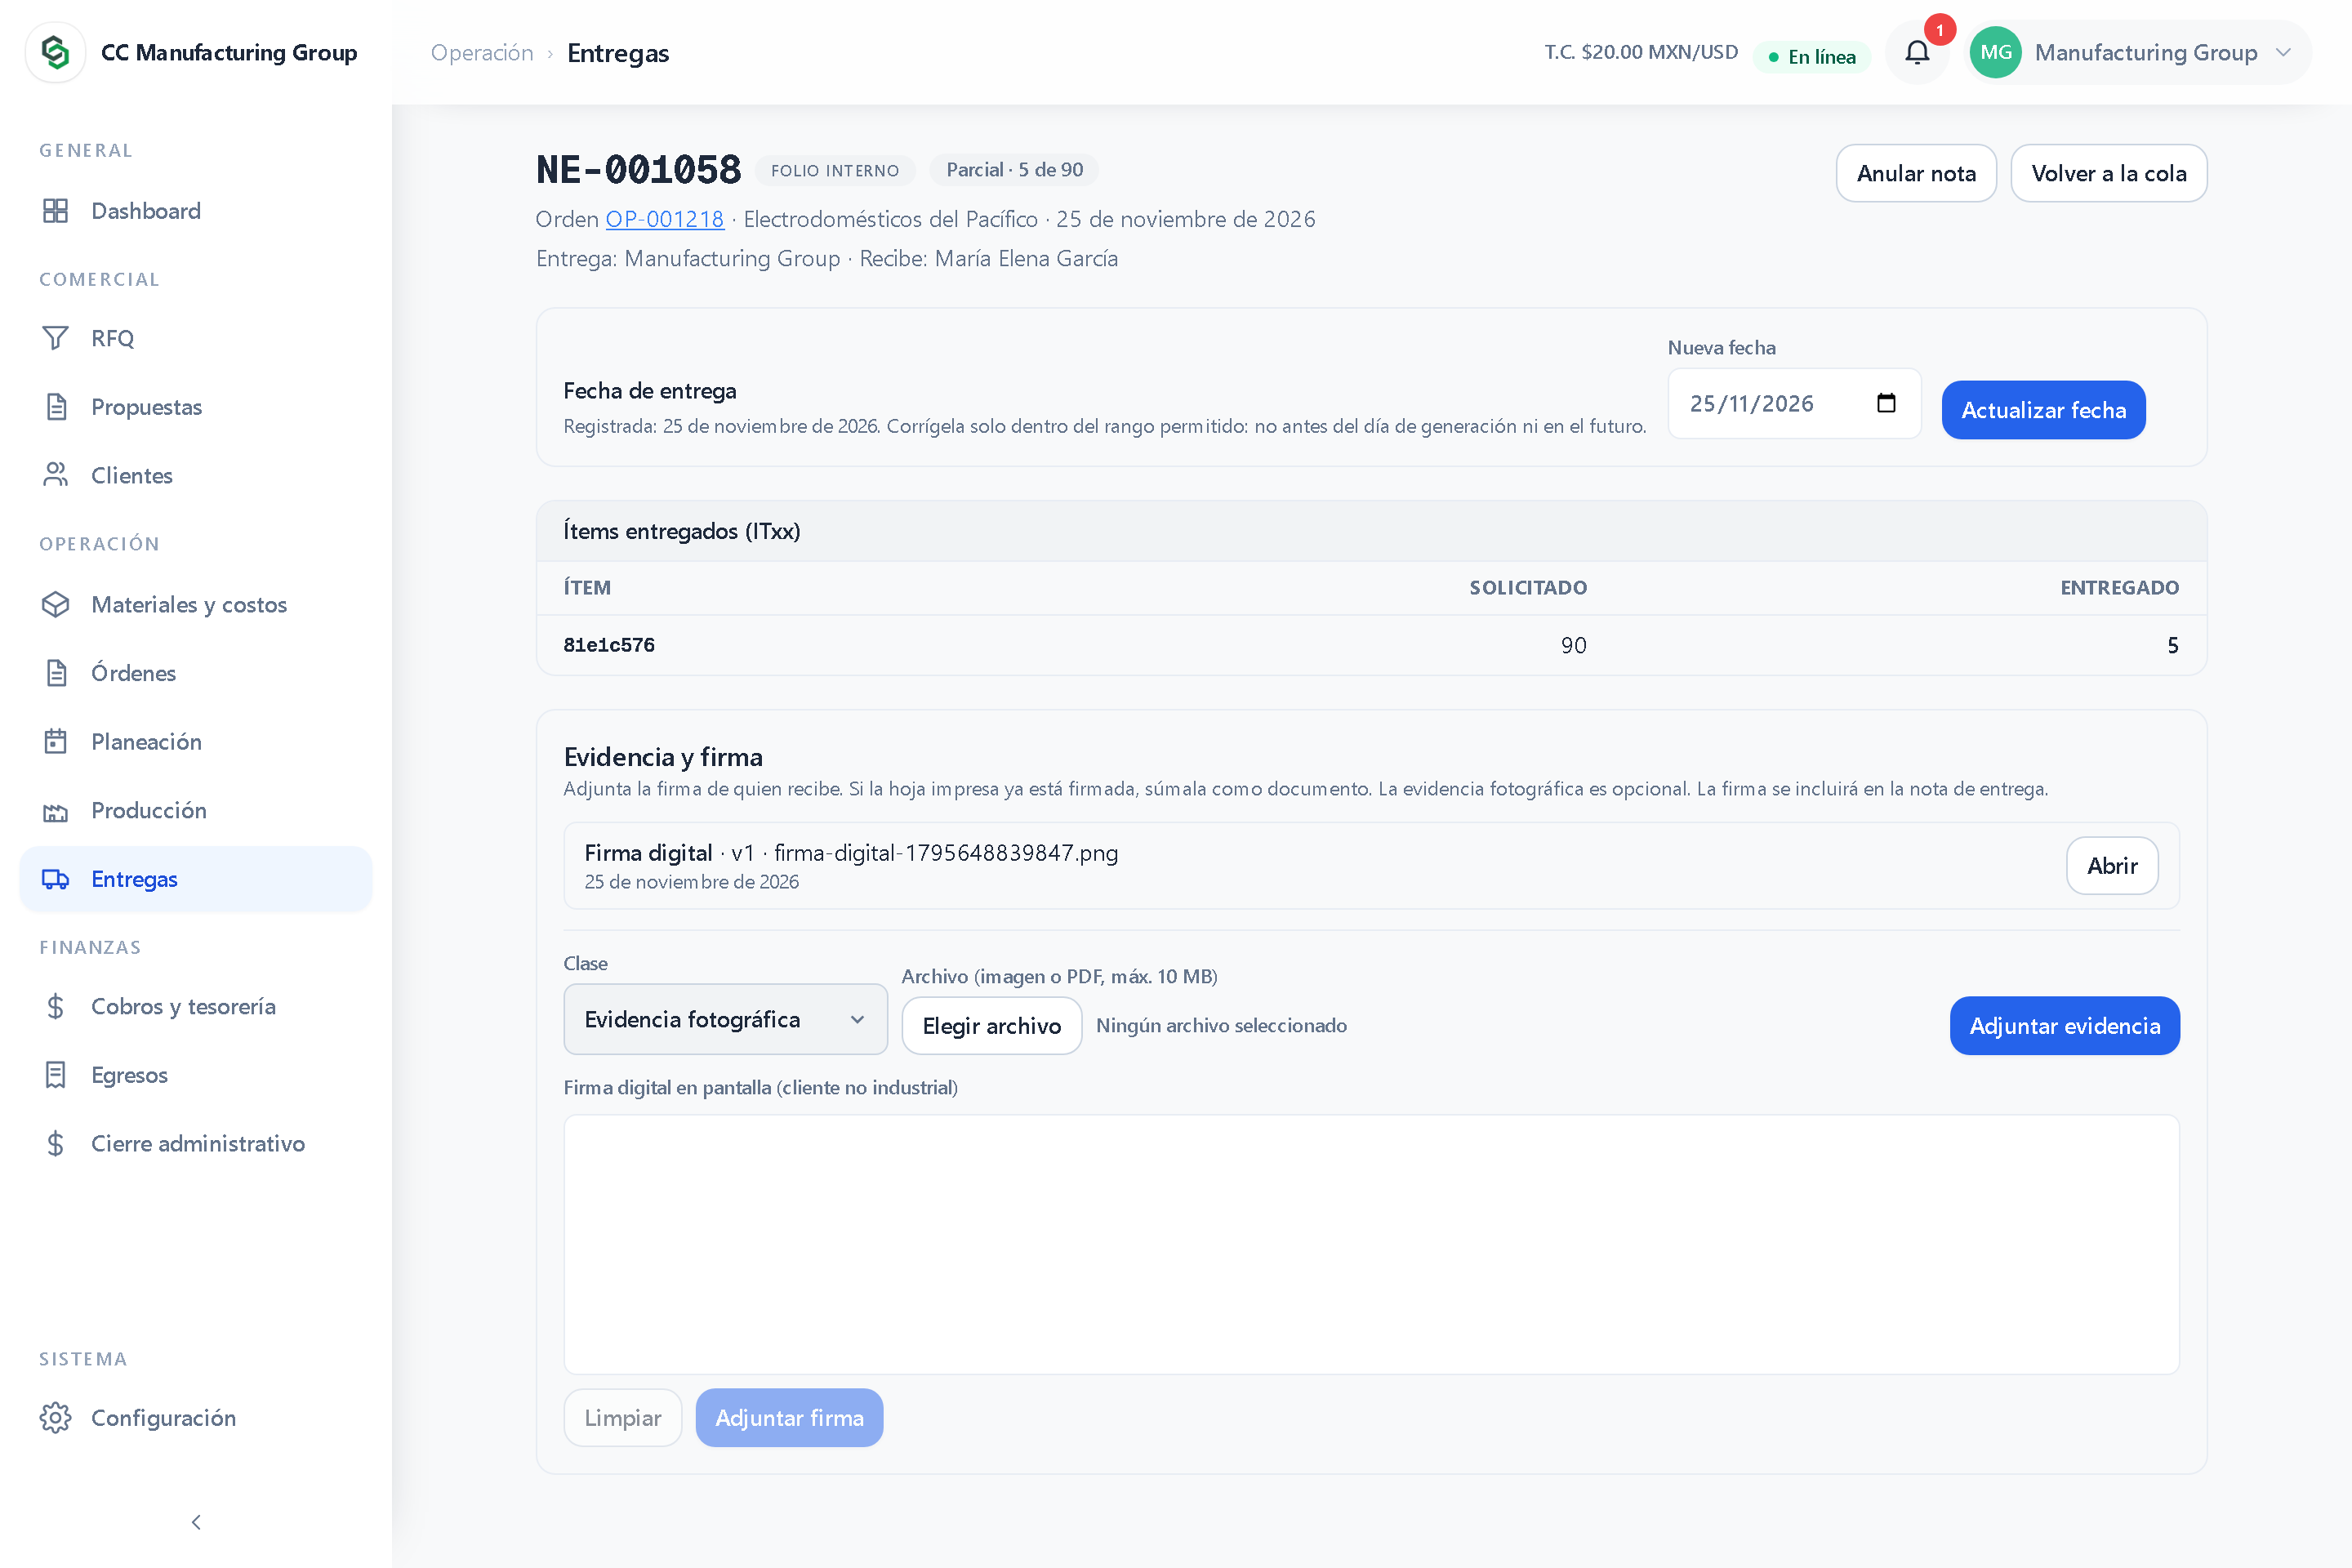 CC Manufacturing Group
Operación › Entregas
T.C. $20.00 MXN/USD
En línea
1
MG
Manufacturing Group
GENERAL
Dashboard
COMERCIAL
RFQ
Propuestas
Clientes
OPERACIÓN
Materiales y costos
Órdenes
Planeación
Producción
Entregas
FINANZAS
Cobros y tesorería
Egresos
Cierre administrativo
SISTEMA
Configuración
NE-001058 FOLIO INTERNO Parcial · 5 de 90
Anular nota
Volver a la cola
Orden OP-001218 · Electrodomésticos del Pacífico · 25 de noviembre de 2026
Entrega: Manufacturing Group · Recibe: María Elena García
Fecha de entrega
Registrada: 25 de noviembre de 2026. Corrígela solo dentro del rango permitido: no antes del día de generación ni en el futuro.
Nueva fecha
25/11/2026
Actualizar fecha
Ítems entregados (ITxx)
ÍTEM SOLICITADO ENTREGADO
81e1c576 90 5
Evidencia y firma
Adjunta la firma de quien recibe. Si la hoja impresa ya está firmada, súmala como documento. La evidencia fotográfica es opcional. La firma se incluirá en la nota de entrega.
Firma digital · v1 · firma-digital-1795648839847.png
25 de noviembre de 2026
Abrir
Clase
Evidencia fotográfica
Archivo (imagen o PDF, máx. 10 MB)
Elegir archivo Ningún archivo seleccionado
Adjuntar evidencia
Firma digital en pantalla (cliente no industrial)
Limpiar
Adjuntar firma